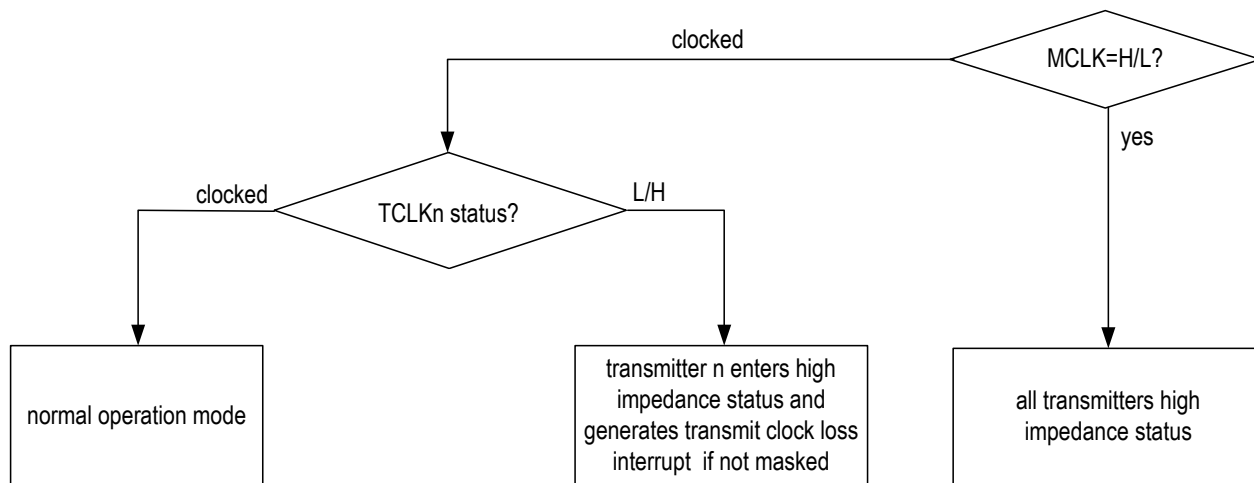 clocked
MCLK=H/L?
yes
clocked
TCLKn status?
L/H
normal operation mode
transmitter n enters high
impedance status and
generates transmit clock loss
interrupt if not masked
all transmitters high
impedance status